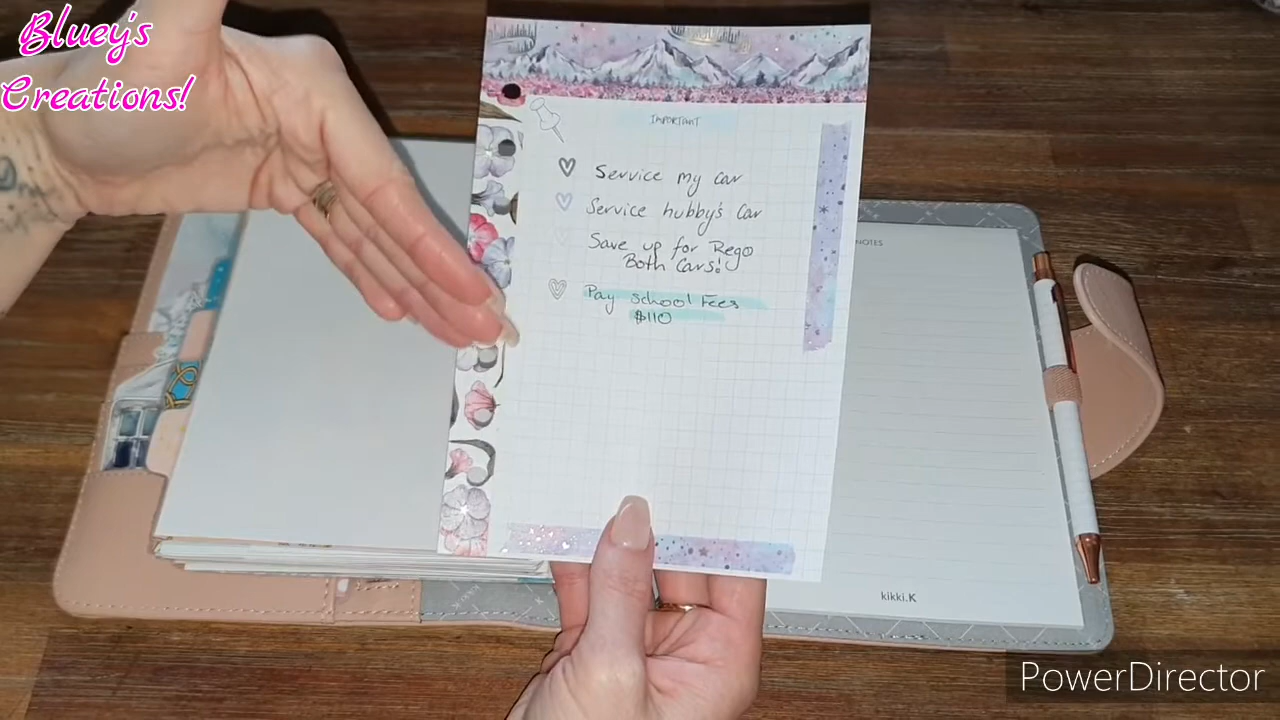 Bluey's
Creations!
IMPORTANT
Service my car
Service hubby's Car
Save up for Rego
Both Cars!
Pay school Fees
$110
NOTES
kikki.K
PowerDirector